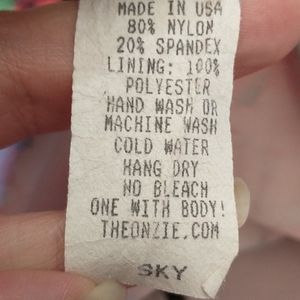 MADE IN USA
80% NYLON
20% SPANDEX
LINING: 100%
POLYESTER
HAND WASH OR
MACHINE WASH
COLD WATER
HANG DRY
NO BLEACH
ONE WITH BODY!
THEONZIE.COM
SKY